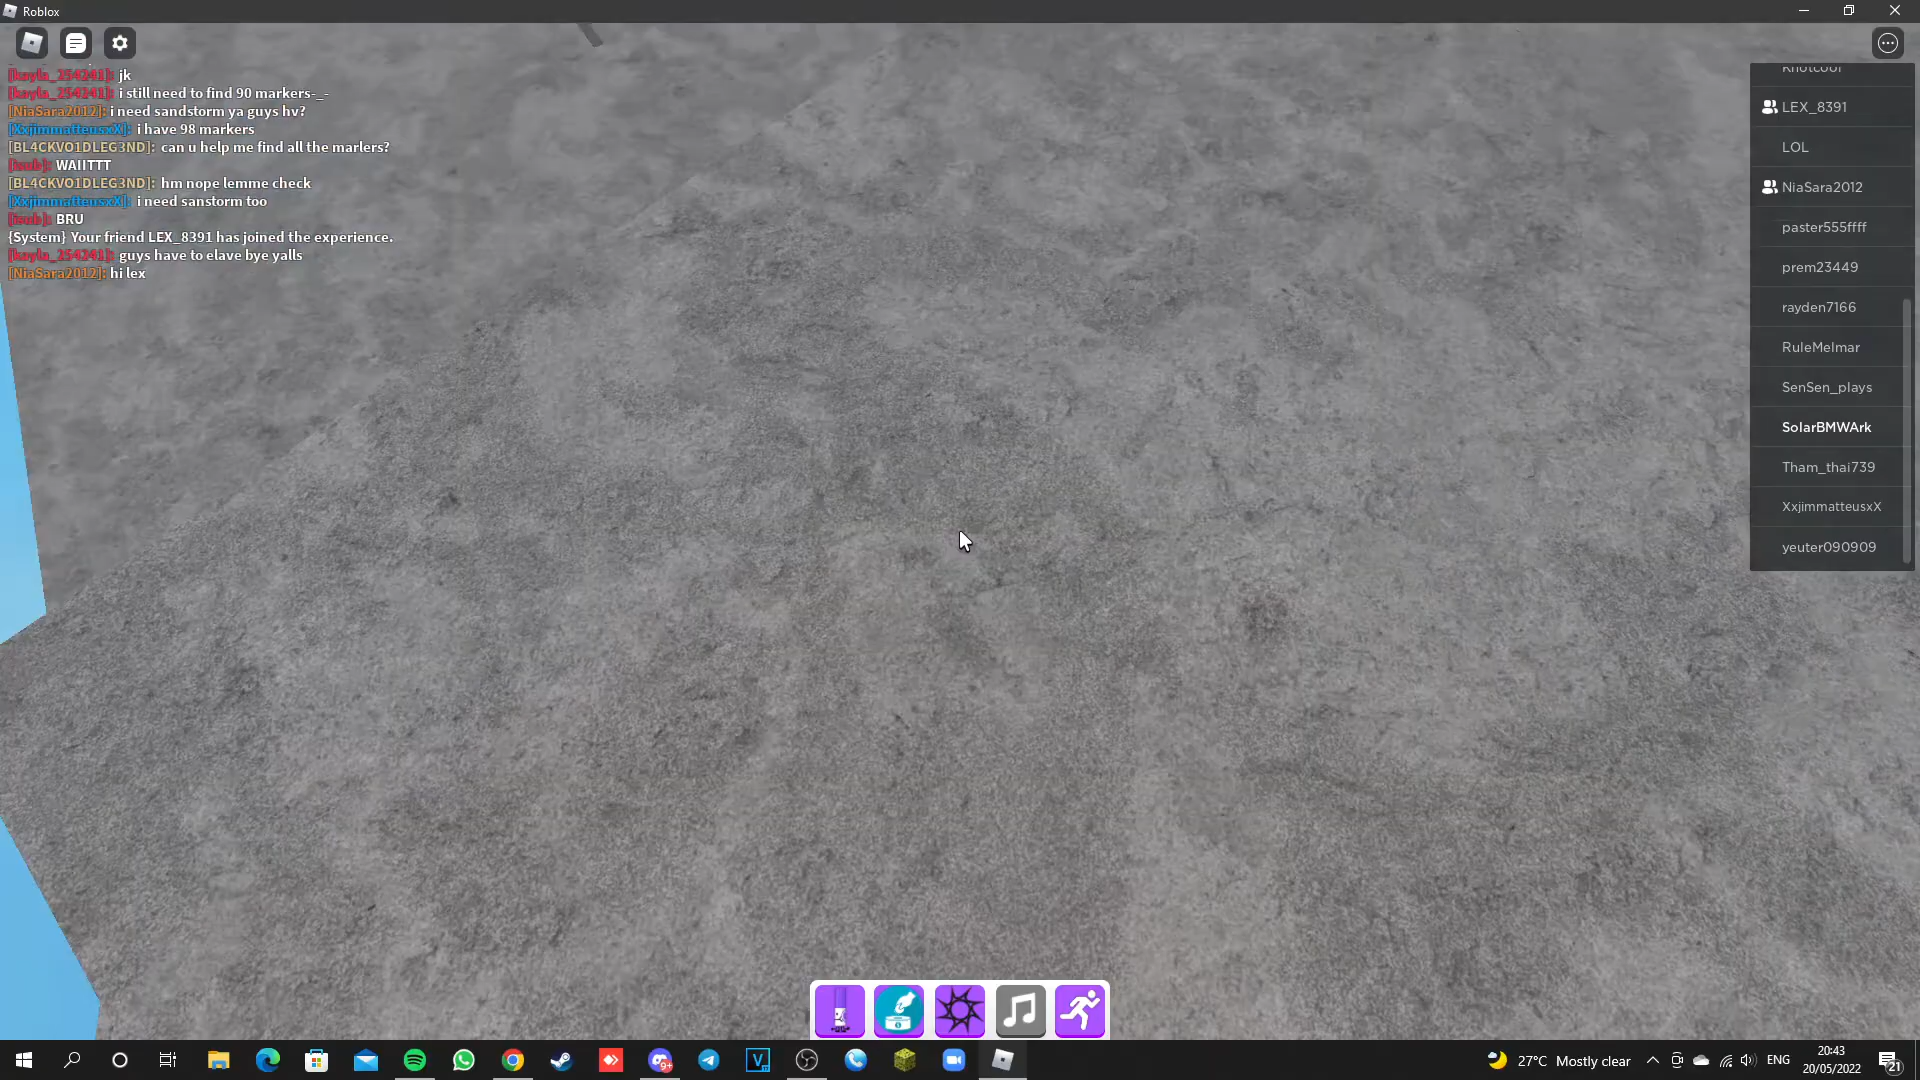 Roblox
[kayla_254241]: jk
[kayla_254241]: i still need to find 90 markers-_-
[NiaSara2012]: i need sandstorm ya guys hv?
[XxjimmatteusxX]: i have 98 markers
[BL4CKVO1DLEG3ND]: can u help me find all the marlers?
WAIITTT
[BL4CKVO1DLEG3ND]: hm nope lemme check
[XxjimmatteusxX]: i need sanstorm too
BRU
{System} Your friend LEX_8391 has joined the experience.
[kayla_254241]: guys have to elave bye yalls
[NiaSara2012]: hi lex
LEX_8391
LOL
NiaSara2012
paster555ffff
prem23449
rayden7166
RuleMelmar
SenSen_plays
SolarBMWArk
Tham_thai739
XxjimmatteusxX
yeuter090909
9+
27°C Mostly clear
ENG
20:43
20/05/2022
21